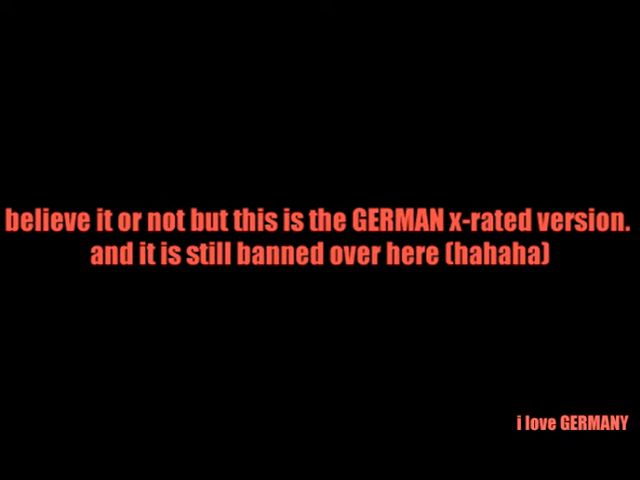 believe it or not but this is the GERMAN x-rated version.
and it is still banned over here (hahaha)
i love GERMANY